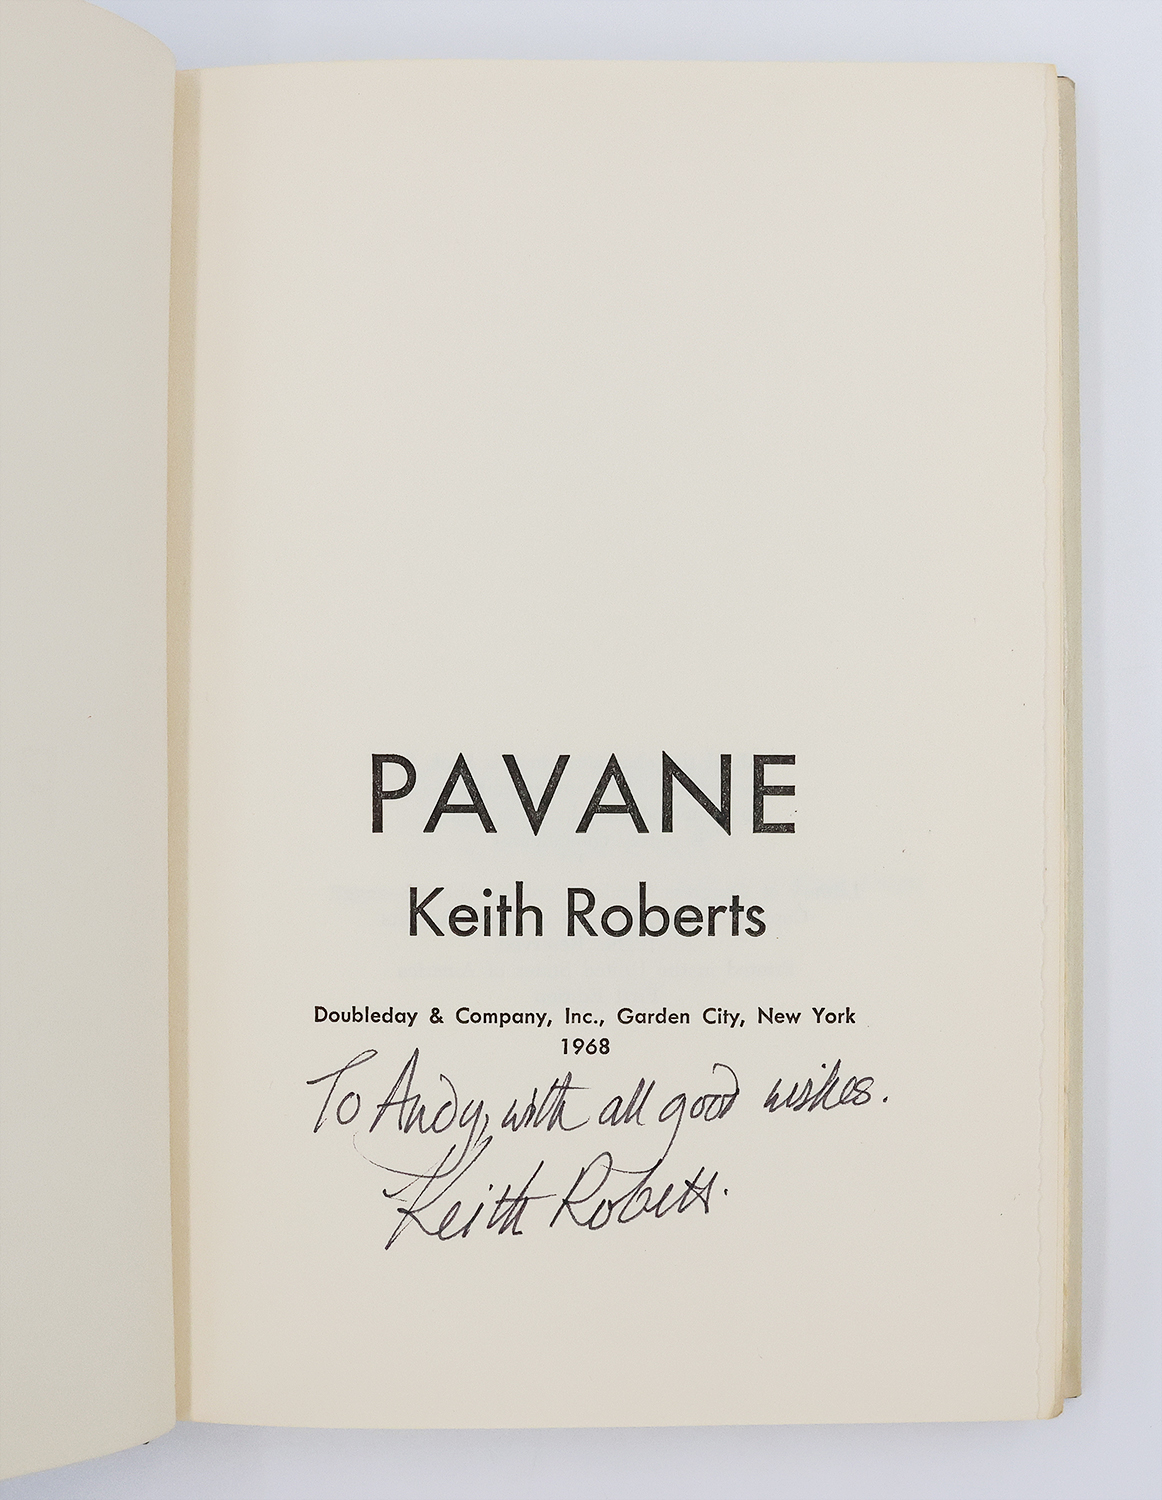 PAVANE
Keith Roberts
Doubleday & Company, Inc., Garden City, New York
1968
To Andy, with all good wishes.
Keith Roberts.